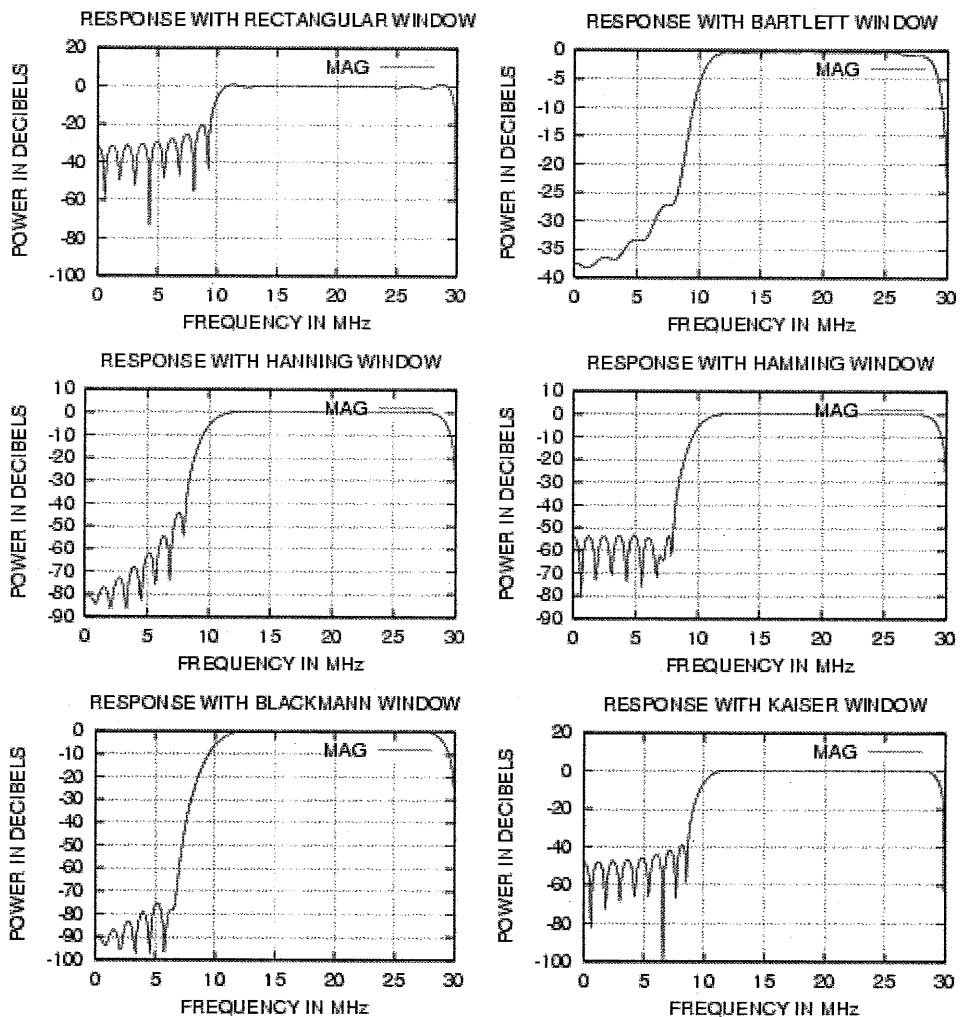 RESPONSE WITH RECTANGULAR WINDOW
20
0
-20
-40
-60
-80
-100
POWER IN DECIBELS
MAG
0 5 10 15 20 25 30
FREQUENCY IN MHz
RESPONSE WITH BARTLETT WINDOW
0
-5
-10
-15
-20
-25
-30
-35
-40
POWER IN DECIBELS
MAG
0 5 10 15 20 25 30
FREQUENCY IN MHz
RESPONSE WITH HANNING WINDOW
10
0
-10
-20
-30
-40
-50
-60
-70
-80
-90
POWER IN DECIBELS
MAG
0 5 10 15 20 25 30
FREQUENCY IN MHz
RESPONSE WITH HAMMING WINDOW
10
0
-10
-20
-30
-40
-50
-60
-70
-80
-90
POWER IN DECIBELS
MAG
0 5 10 15 20 25 30
FREQUENCY IN MHz
RESPONSE WITH BLACKMANN WINDOW
0
-10
-20
-30
-40
-50
-60
-70
-80
-90
-100
POWER IN DECIBELS
MAG
0 5 10 15 20 25 30
FREQUENCY IN MHz
RESPONSE WITH KAISER WINDOW
20
0
-20
-40
-60
-80
-100
POWER IN DECIBELS
MAG
0 5 10 15 20 25 30
FREQUENCY IN MHz